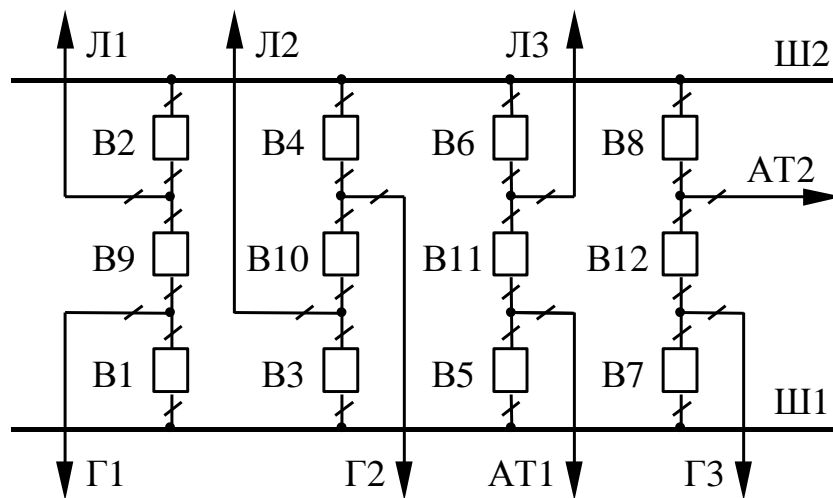 Л1 Л2 Л3 Ш2
В2 В4 В6 В8
АТ2
В9 В10 В11 В12
В1 В3 В5 В7
Ш1
Г1 Г2 АТ1 Г3